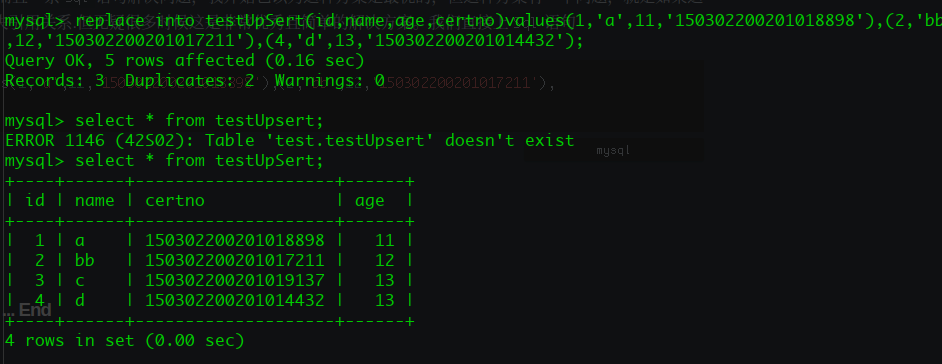 mysql> replace into testUpSert(id,name,age,certno)values(1,'a',11,'150302200201018898'),(2,'bb'
,12,'150302200201017211'),(4,'d',13,'150302200201014432');
Query OK, 5 rows affected (0.16 sec)
Records: 3  Duplicates: 2  Warnings: 0
mysql> select * from testUpsert;
ERROR 1146 (42S02): Table 'test.testUpsert' doesn't exist
mysql
mysql> select * from testUpSert;
+----+------+--------------------+------+
| id | name | certno             | age  |
+----+------+--------------------+------+
|  1 | a    | 150302200201018898 |   11 |
|  2 | bb   | 150302200201017211 |   12 |
|  3 | c    | 150302200201019137 |   13 |
|  4 | d    | 150302200201014432 |   13 |
... End
+----+------+--------------------+------+
4 rows in set (0.00 sec)